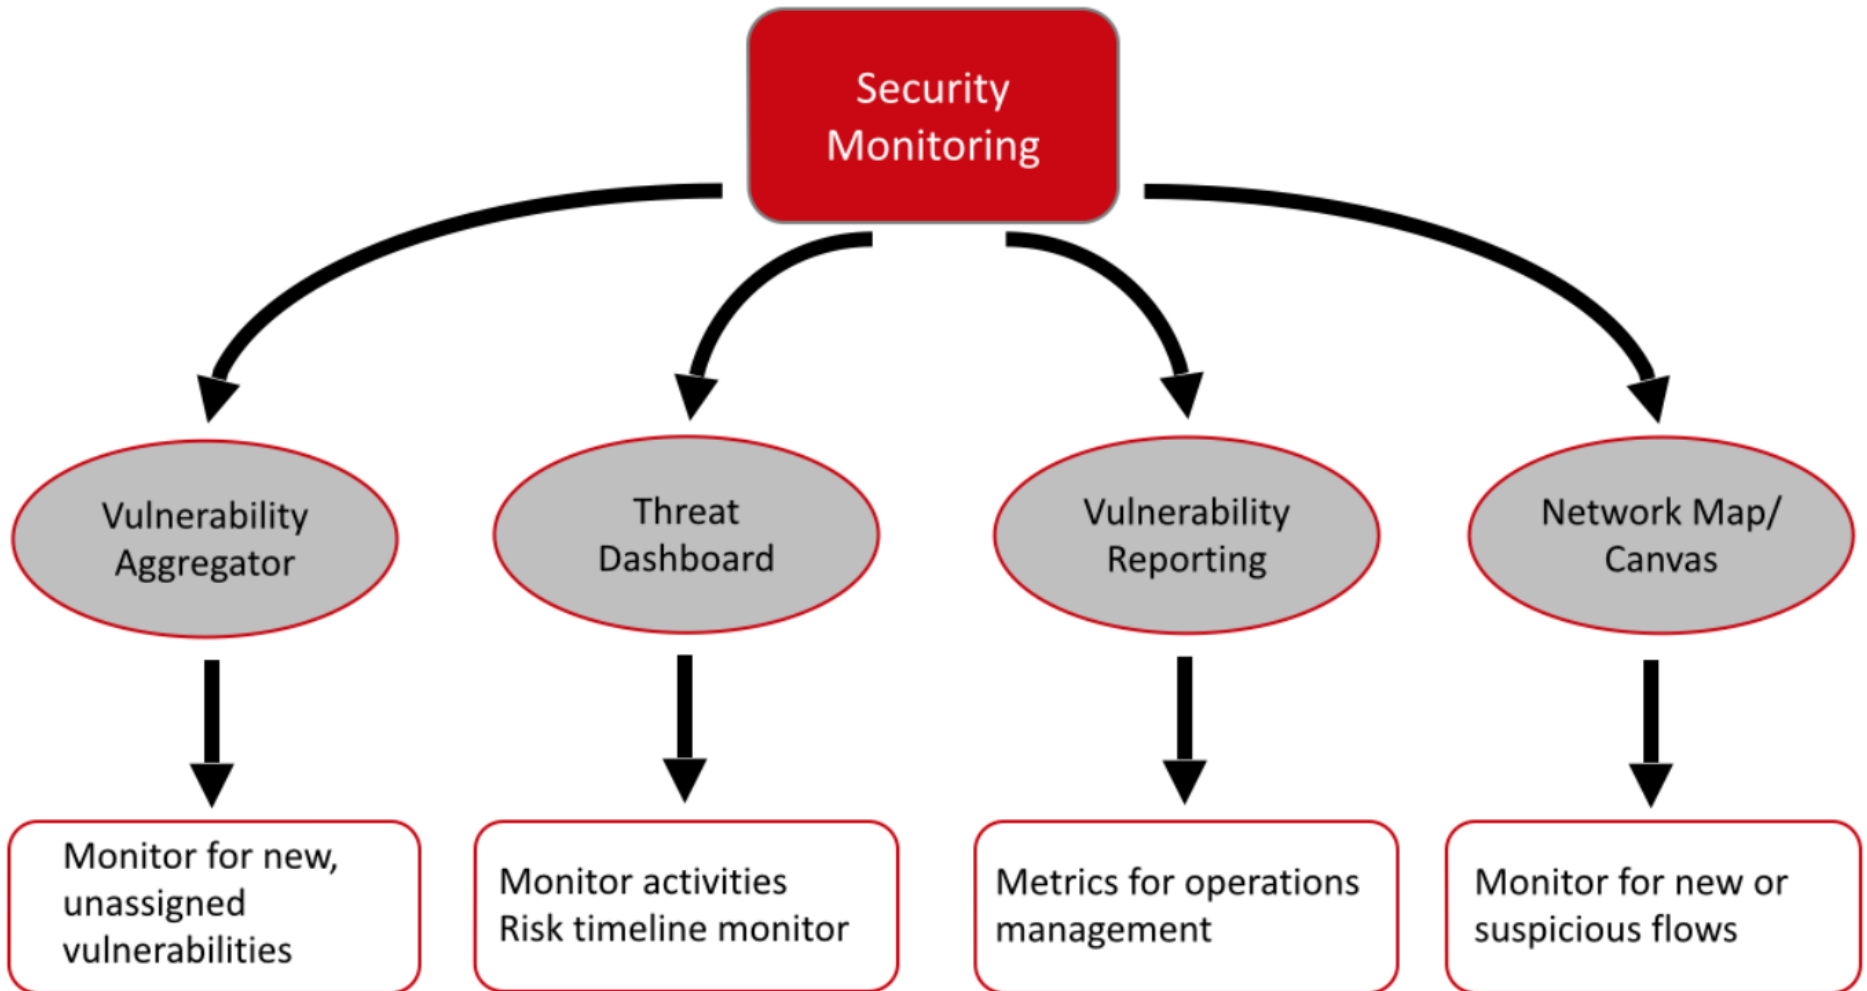 Security
Monitoring
Vulnerability
Aggregator
Threat
Dashboard
Vulnerability
Reporting
Network Map/
Canvas
Monitor for new,
unassigned
vulnerabilities
Monitor activities
Risk timeline monitor
Metrics for operations
management
Monitor for new or
suspicious flows